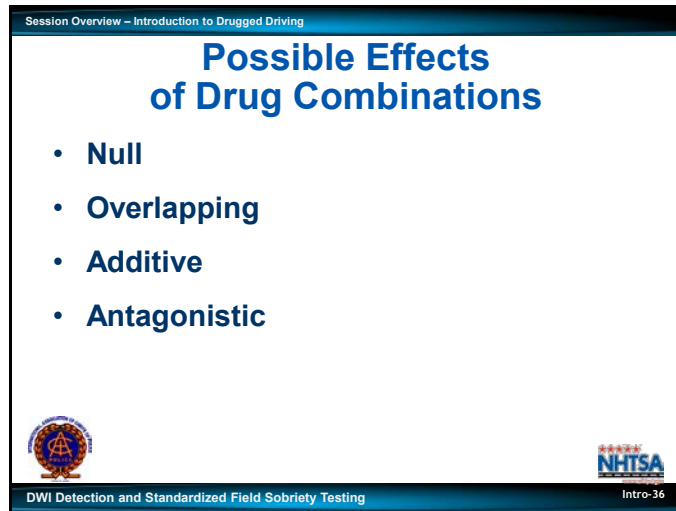 Session Overview – Introduction to Drugged Driving
Possible Effects
of Drug Combinations
• Null
• Overlapping
• Additive
• Antagonistic
NHTSA
DWI Detection and Standardized Field Sobriety Testing
Intro-36